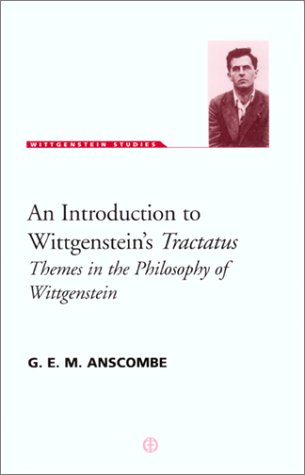 WITTGENSTEIN STUDIES
An Introduction to
Wittgenstein's Tractatus
Themes in the Philosophy of
Wittgenstein
G. E. M. ANSCOMBE